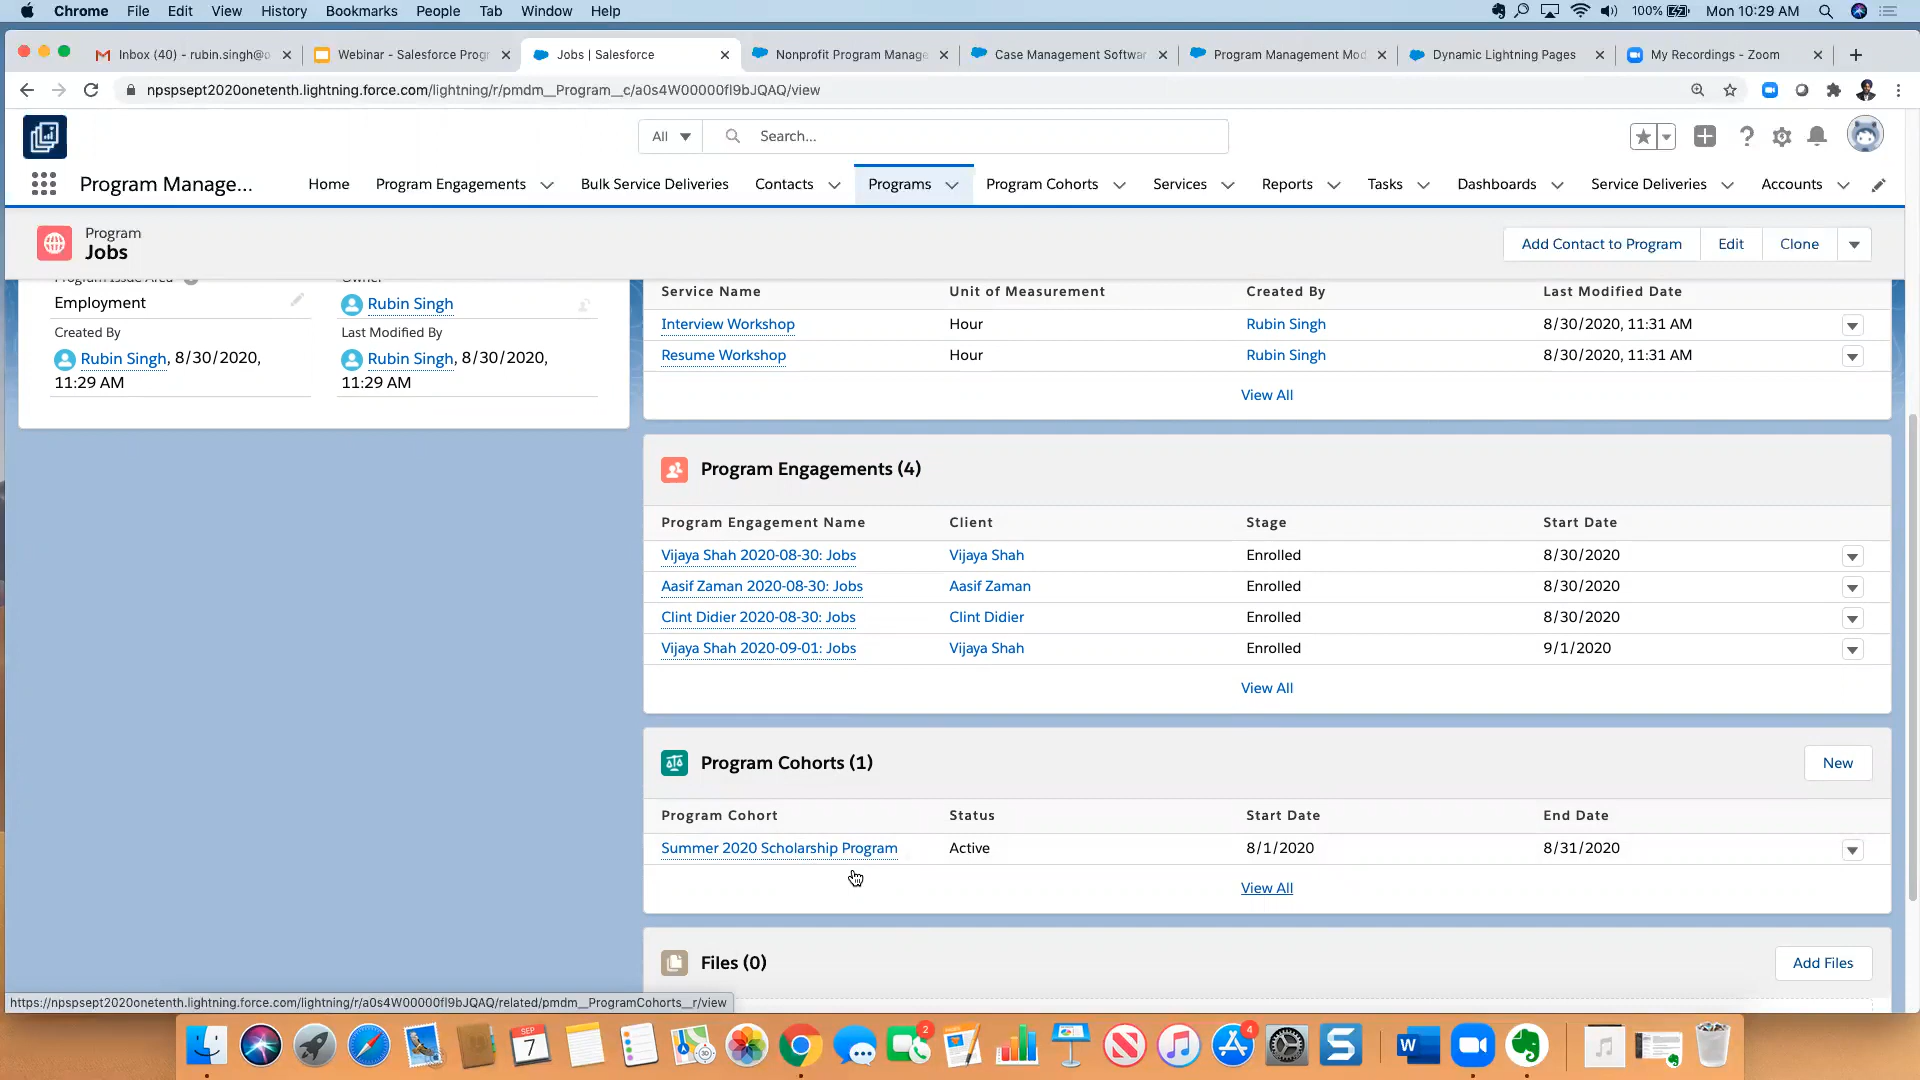 Chrome File Edit View History Bookmarks People Tab Window Help 100% Mon 10:29 AM
Inbox (40) - rubin.singh@o Webinar - Salesforce Progr Jobs | Salesforce Nonprofit Program Manage Case Management Softwar Program Management Mod Dynamic Lightning Pages My Recordings - Zoom
npspsept2020onetenth.lightning.force.com/lightning/r/pmdm__Program__c/a0s4W00000fI9bJQAQ/view
All Search...
Program Manage... Home Program Engagements Bulk Service Deliveries Contacts Programs Program Cohorts Services Reports Tasks Dashboards Service Deliveries Accounts
Program
Jobs
Add Contact to Program Edit Clone
Program Issue Area Owner
Employment Rubin Singh
Created By Last Modified By
Rubin Singh, 8/30/2020, Rubin Singh, 8/30/2020,
11:29 AM 11:29 AM
Service Name Unit of Measurement Created By Last Modified Date
Interview Workshop Hour Rubin Singh 8/30/2020, 11:31 AM
Resume Workshop Hour Rubin Singh 8/30/2020, 11:31 AM
View All
Program Engagements (4)
Program Engagement Name Client Stage Start Date
Vijaya Shah 2020-08-30: Jobs Vijaya Shah Enrolled 8/30/2020
Aasif Zaman 2020-08-30: Jobs Aasif Zaman Enrolled 8/30/2020
Clint Didier 2020-08-30: Jobs Clint Didier Enrolled 8/30/2020
Vijaya Shah 2020-09-01: Jobs Vijaya Shah Enrolled 9/1/2020
View All
Program Cohorts (1) New
Program Cohort Status Start Date End Date
Summer 2020 Scholarship Program Active 8/1/2020 8/31/2020
View All
Files (0) Add Files
https://npspsept2020onetenth.lightning.force.com/lightning/r/a0s4W00000fI9bJQAQ/related/pmdm__ProgramCohorts__r/view
SEP
7
3D
2
4
S
W